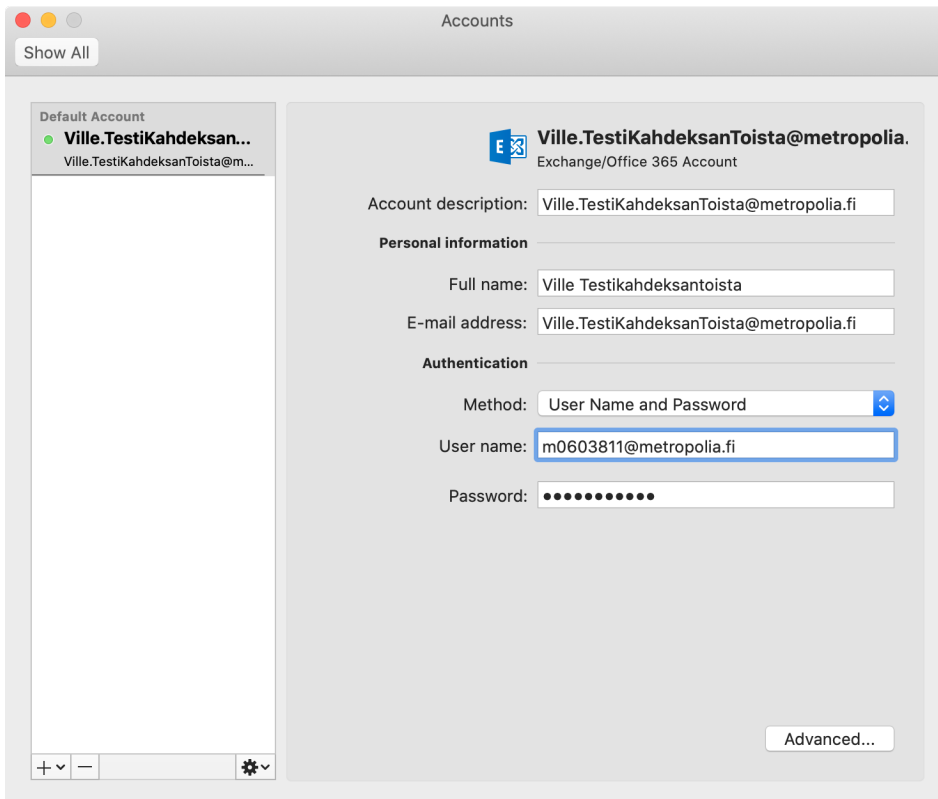 Accounts
Show All
Default Account
Ville.TestiKahdeksan...
Ville.TestiKahdeksanToista@m...
Ville.TestiKahdeksanToista@metropolia.
Exchange/Office 365 Account
Account description: Ville.TestiKahdeksanToista@metropolia.fi
Personal information
Full name: Ville Testikahdeksantoista
E-mail address: Ville.TestiKahdeksanToista@metropolia.fi
Authentication
Method: User Name and Password
User name: m0603811@metropolia.fi
Password: ●●●●●●●●●●●
Advanced...